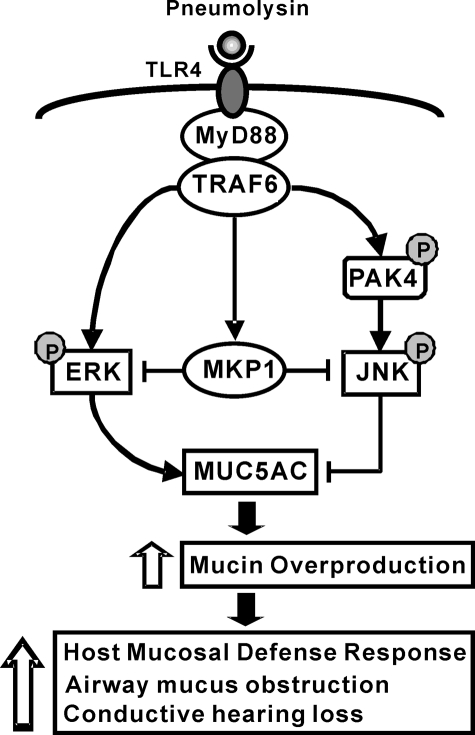 Pneumolysin
TLR4
MyD88
TRAF6
P
PAK4
P
ERK
MKP1
P
JNK
MUC5AC
Mucin Overproduction
Host Mucosal Defense Response
Airway mucus obstruction
Conductive hearing loss